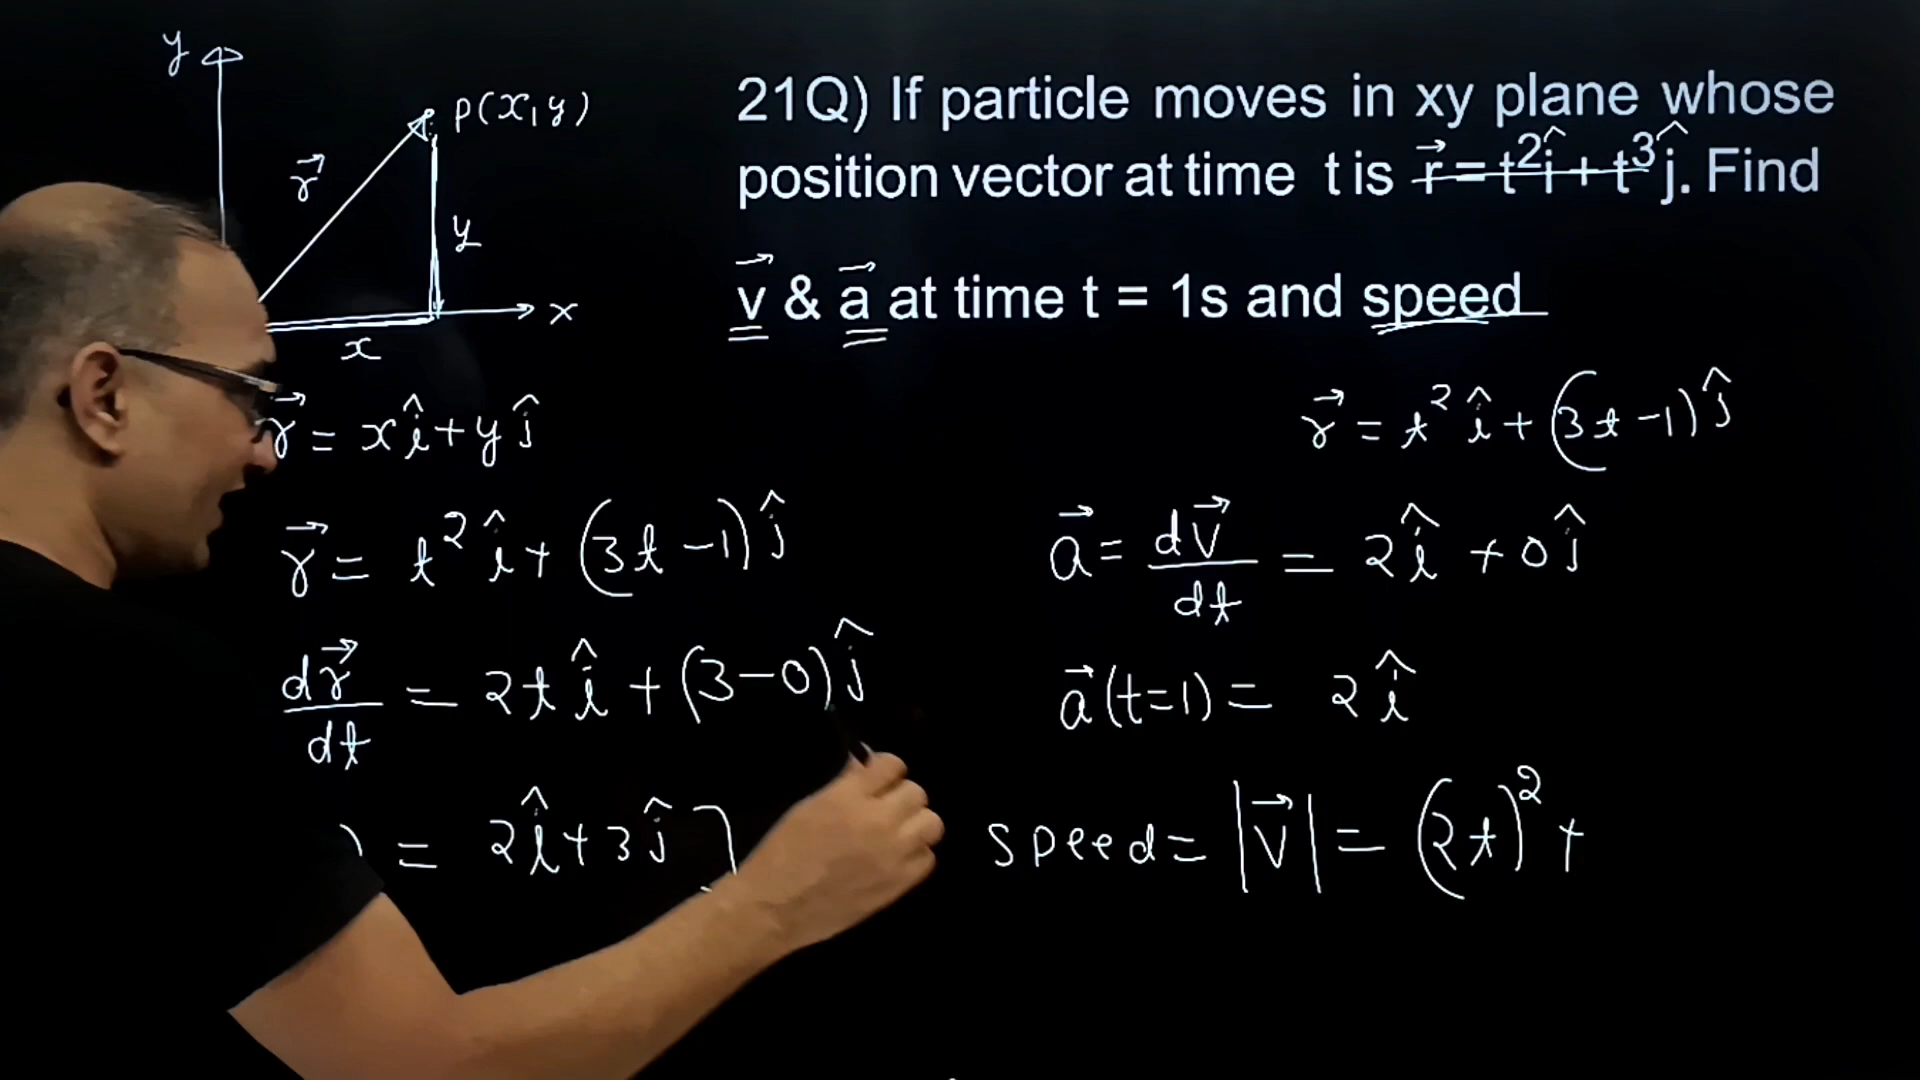 y
P(x,y)
r⃗
y
x
x
21Q) If particle moves in xy plane whose
position vector at time t is r⃗ = t²î + t³ĵ. Find
v⃗ & a⃗ at time t = 1s and speed
r⃗ = xî + yĵ
r⃗ = t²î + (3t-1)ĵ
dr⃗/dt = 2tî + (3-0)ĵ
) = 2î + 3ĵ ]
r⃗ = t²î + (3t-1)ĵ
a⃗ = dv⃗/dt = 2î + 0ĵ
a⃗(t=1) = 2î
speed = |v⃗| = (2t)² +